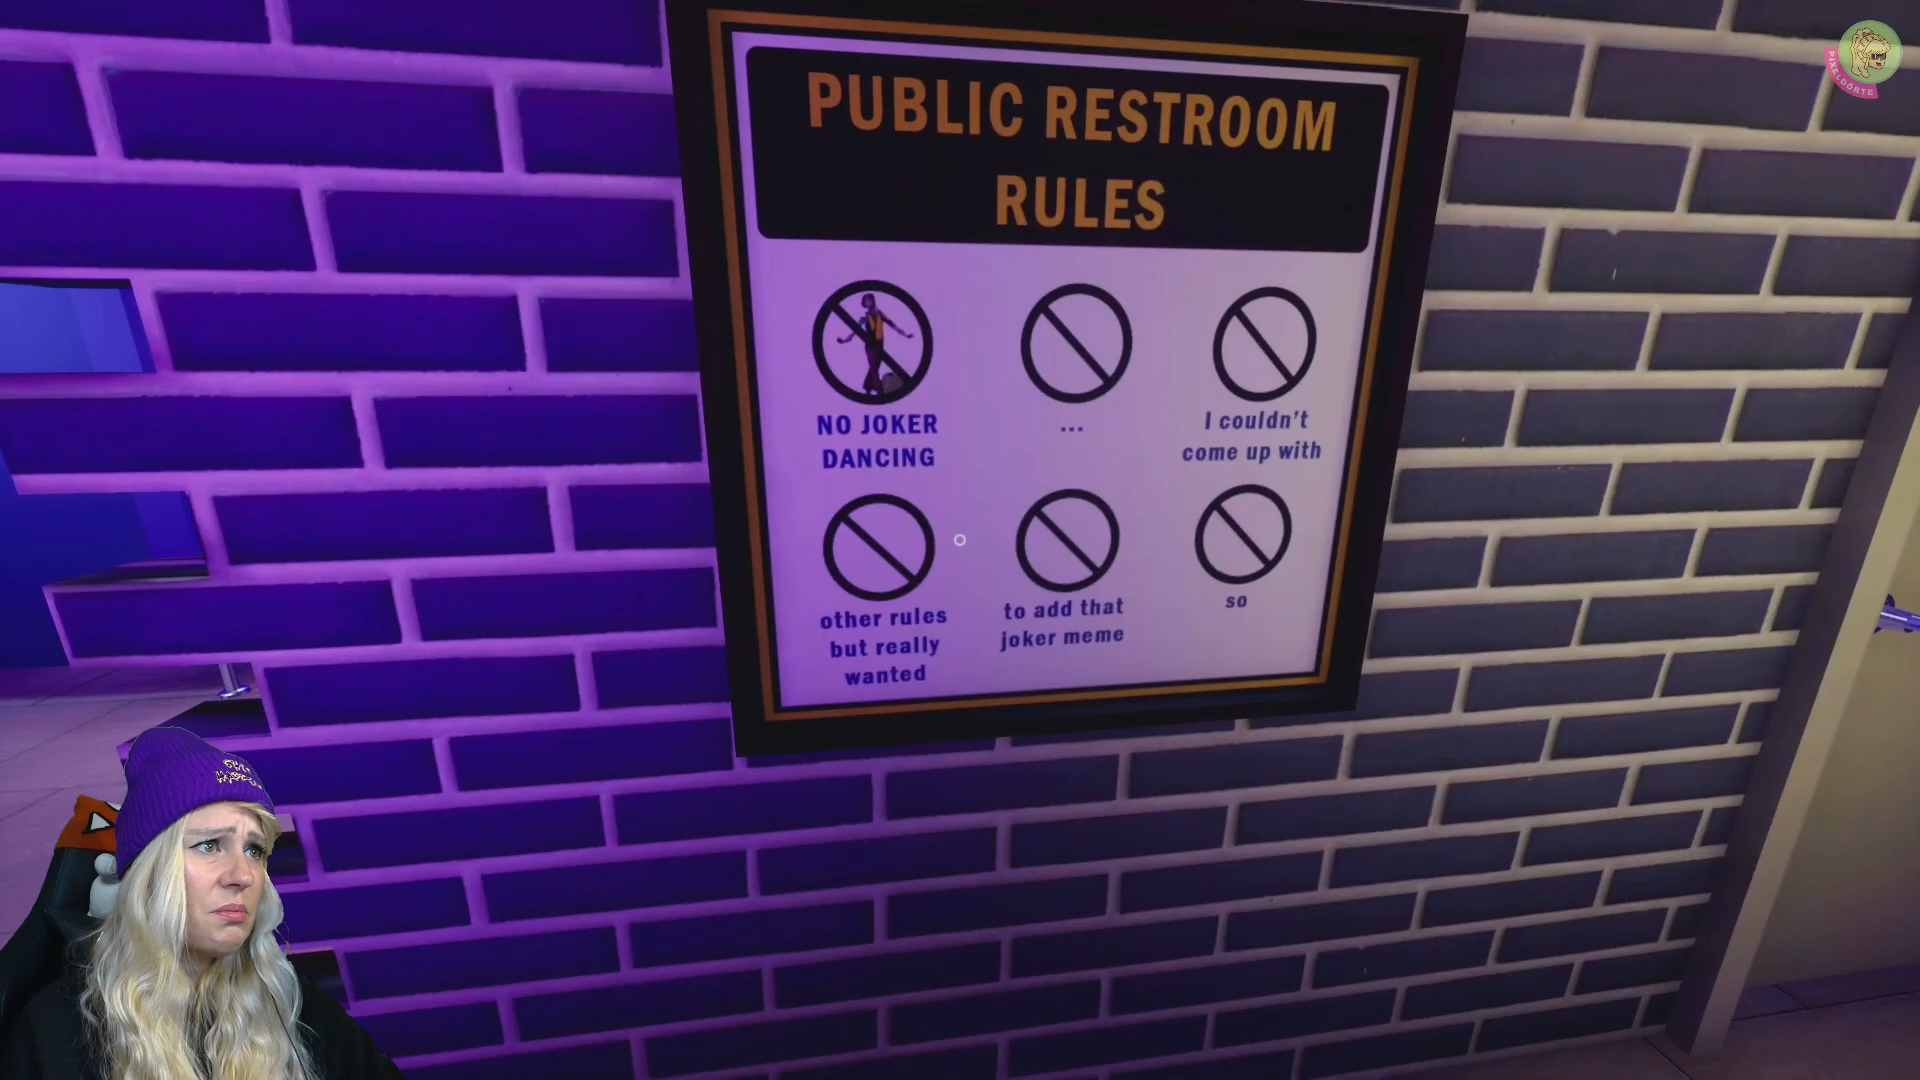 PUBLIC RESTROOM
RULES
NO JOKER
DANCING
...
I couldn't
come up with
other rules
but really
wanted
to add that
joker meme
so
PIXELDÖRTE